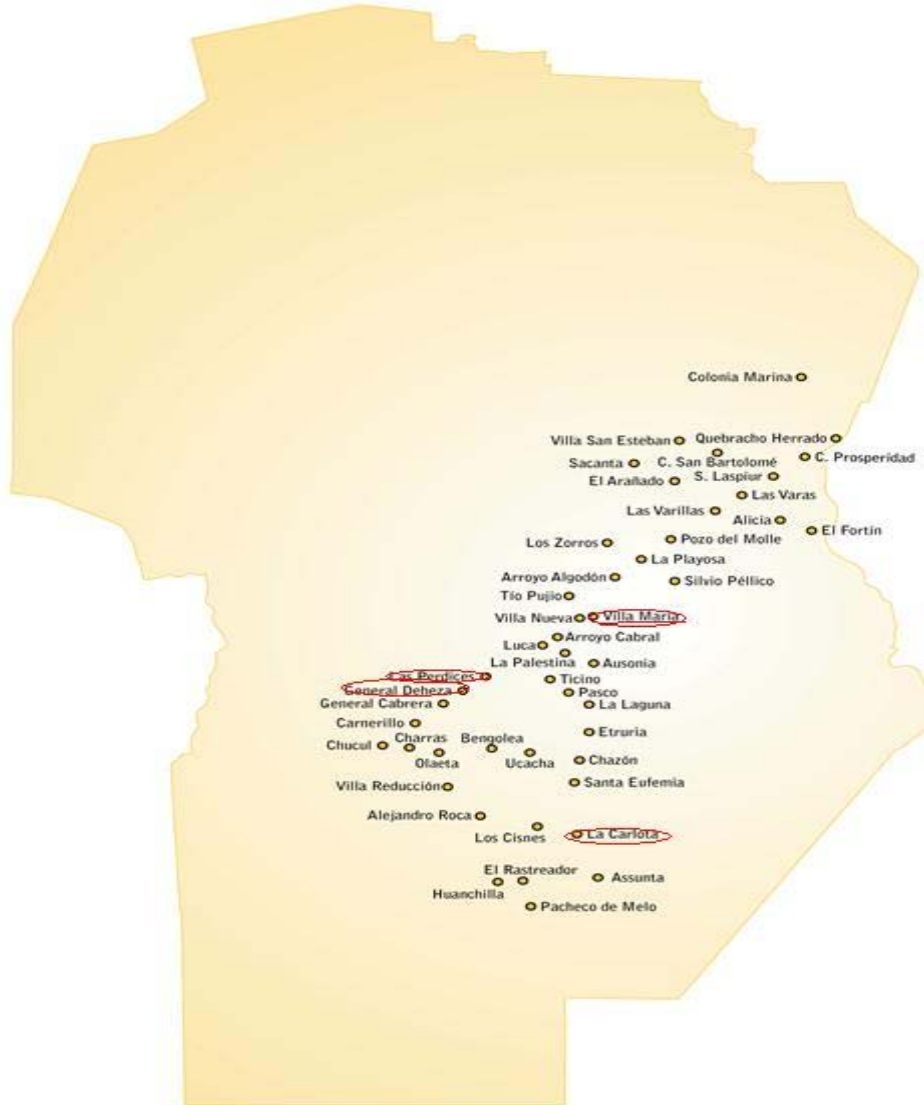 Colonia Marina
Villa San Esteban
Quebracho Herrado
C. Prosperidad
Sacanta
C. San Bartolomé
El Arañado
S. Laspiur
Las Varas
Las Varillas
Alicia
El Fortín
Los Zorros
Pozo del Molle
La Playosa
Arroyo Algodón
Silvio Péllico
Tío Pujio
Villa Nueva
Villa María
Arroyo Cabral
Luca
La Palestina
Ausonia
Las Perdices
Ticino
General Deheza
Pasco
General Cabrera
La Laguna
Carnerillo
Etruria
Charras
Bengolea
Chucul
Olaeta
Ucacha
Chazón
Villa Reducción
Santa Eufemia
Alejandro Roca
Los Cisnes
La Carlota
El Rastreador
Assunta
Huanchilla
Pacheco de Melo